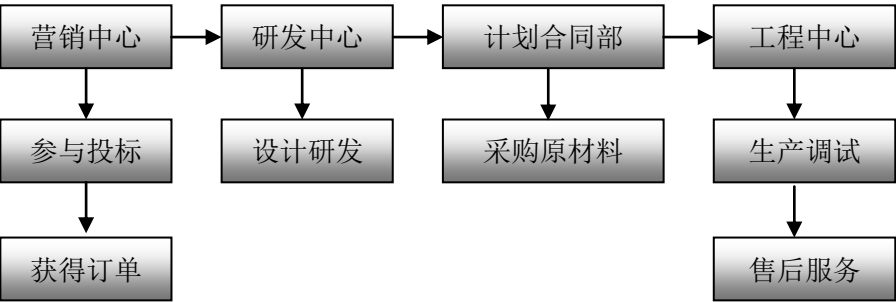 营销中心
研发中心
计划合同部
工程中心
参与投标
设计研发
采购原材料
生产调试
获得订单
售后服务